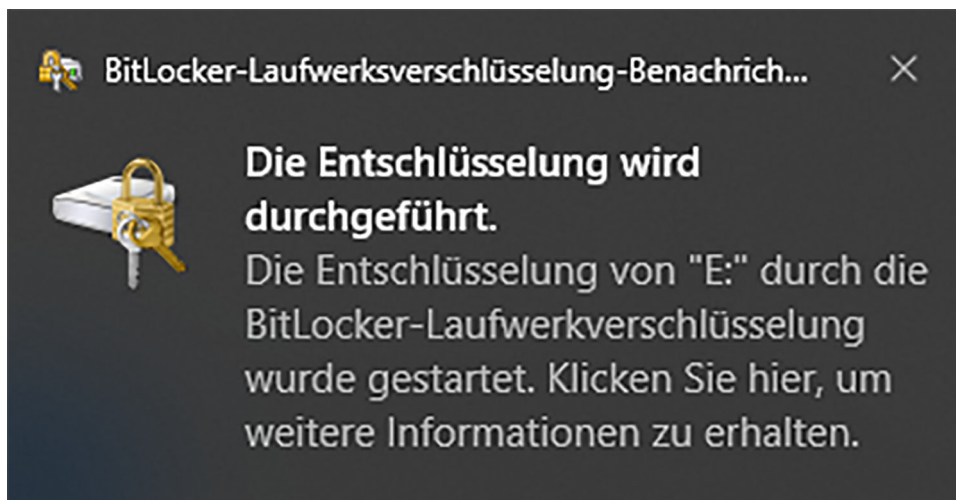 BitLocker-Laufwerksverschlüsselung-Benachrich...
Die Entschlüsselung wird
durchgeführt.
Die Entschlüsselung von "E:" durch die
BitLocker-Laufwerkverschlüsselung
wurde gestartet. Klicken Sie hier, um
weitere Informationen zu erhalten.